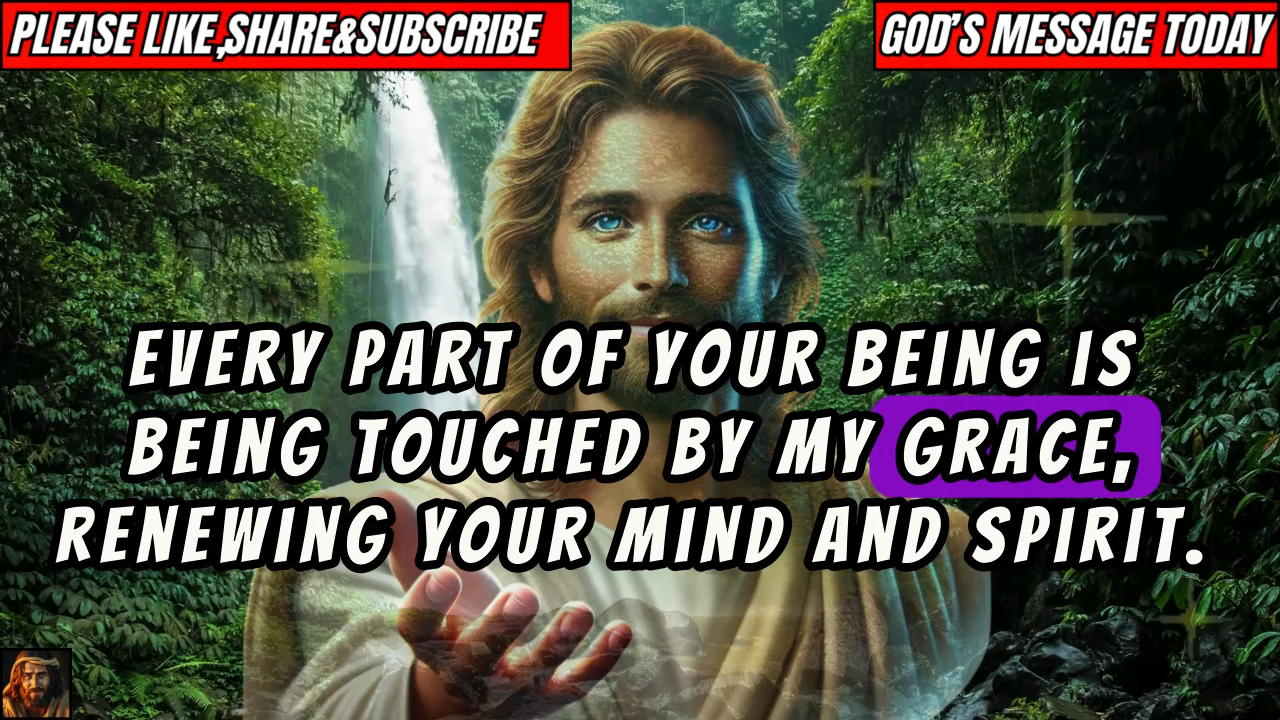 PLEASE LIKE,SHARE&SUBSCRIBE
GOD'S MESSAGE TODAY
EVERY PART OF YOUR BEING IS
BEING TOUCHED BY MY GRACE,
RENEWING YOUR MIND AND SPIRIT.